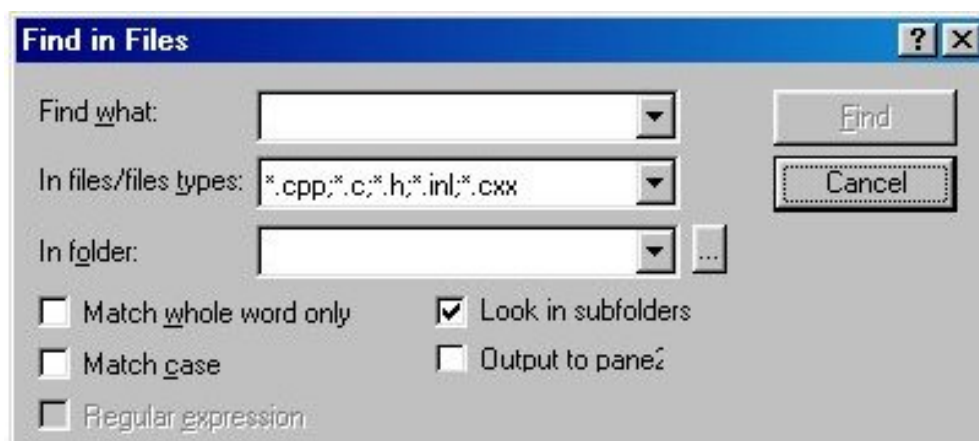 Find in Files
Find what:
Find
In files/files types: *.cpp;*.c;*.h;*.inl;*.cxx
Cancel
In folder: ...
Match whole word only
Look in subfolders
Match case
Output to pane2
Regular expression